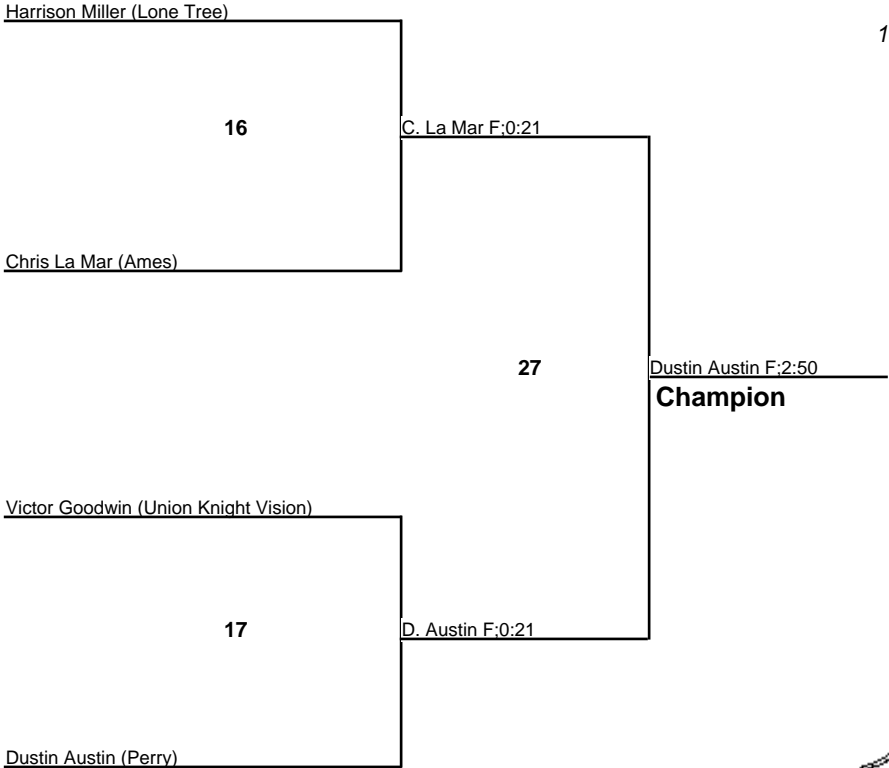 Harrison Miller (Lone Tree)
1
16
C. La Mar F;0:21
Chris La Mar (Ames)
27
Dustin Austin F;2:50
Champion
Victor Goodwin (Union Knight Vision)
17
D. Austin F;0:21
Dustin Austin (Perry)